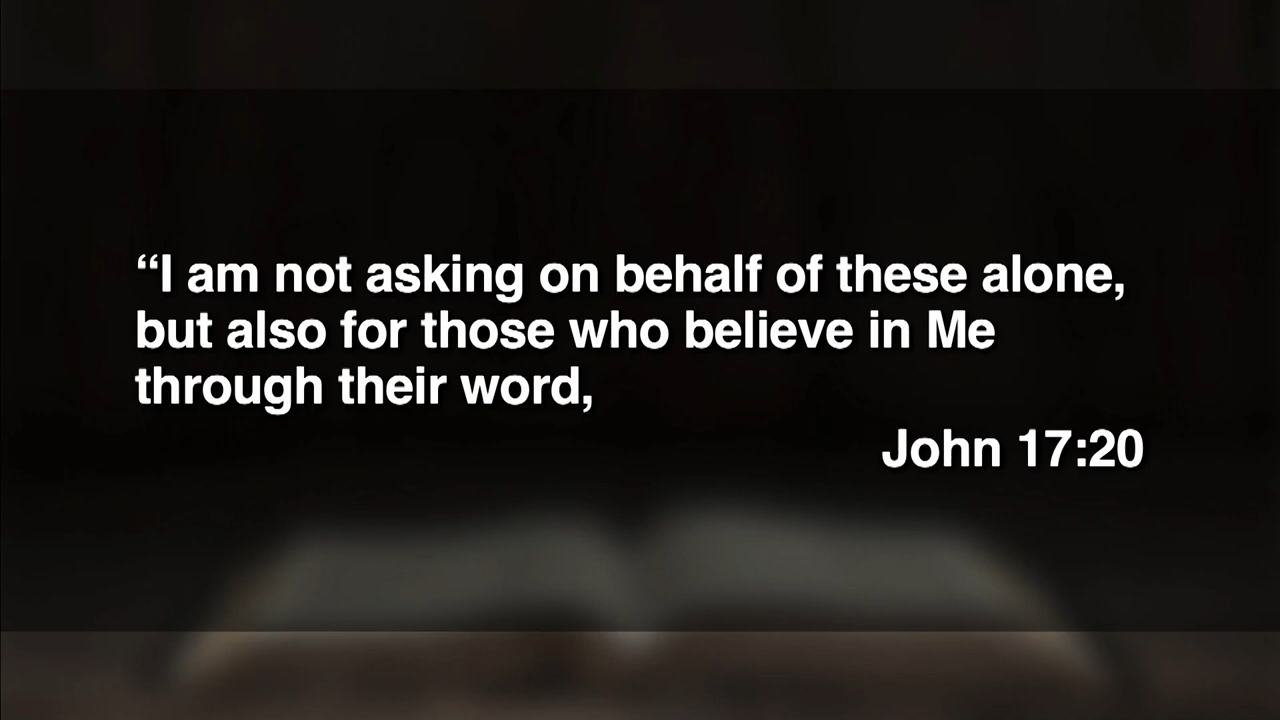 “I am not asking on behalf of these alone,
but also for those who believe in Me
through their word,
John 17:20